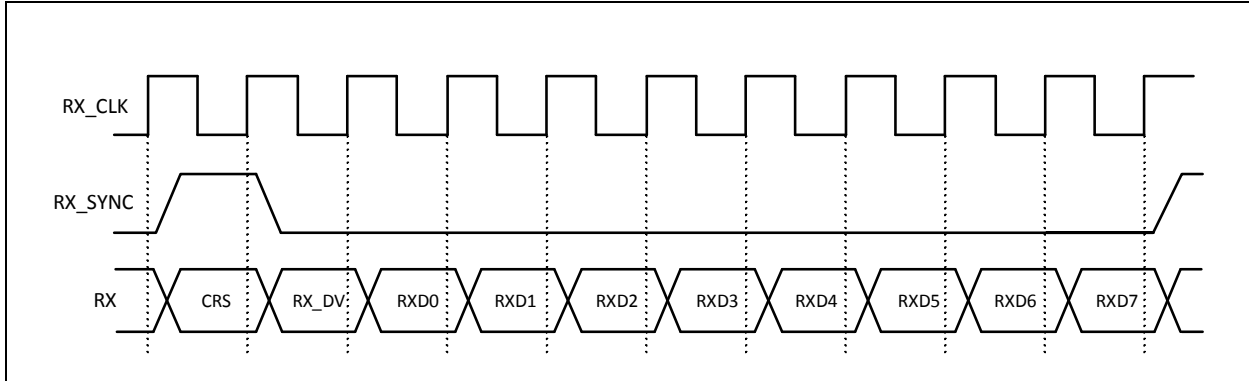 RX_CLK
RX_SYNC
RX CRS RX_DV RXD0 RXD1 RXD2 RXD3 RXD4 RXD5 RXD6 RXD7